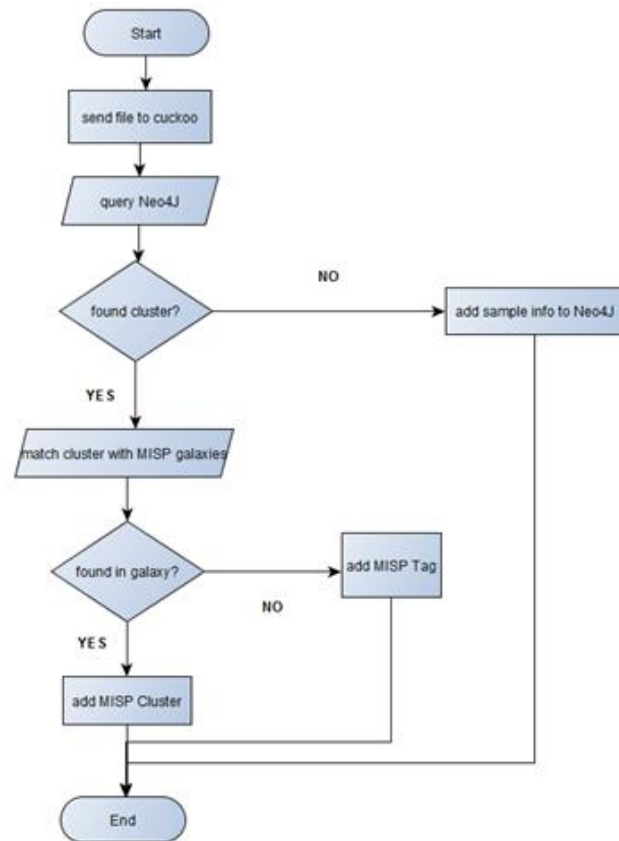 Start
send file to cuckoo
query Neo4J
found cluster?
NO
add sample info to Neo4J
YES
match cluster with MISP galaxies
found in galaxy?
NO
add MISP Tag
YES
add MISP Cluster
End